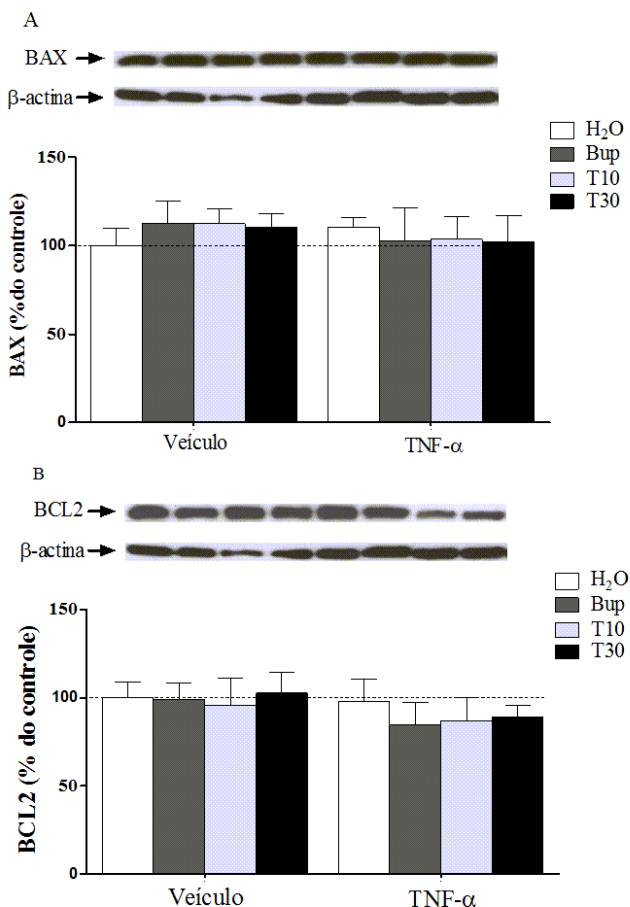 A
BAX
β-actina
H₂O
Bup
T10
T30
BAX (%do controle)
150
100
50
0
Veículo
TNF-α
B
BCL2
β-actina
H₂O
Bup
T10
T30
BCL2 (% do controle)
150
100
50
0
Veículo
TNF-α